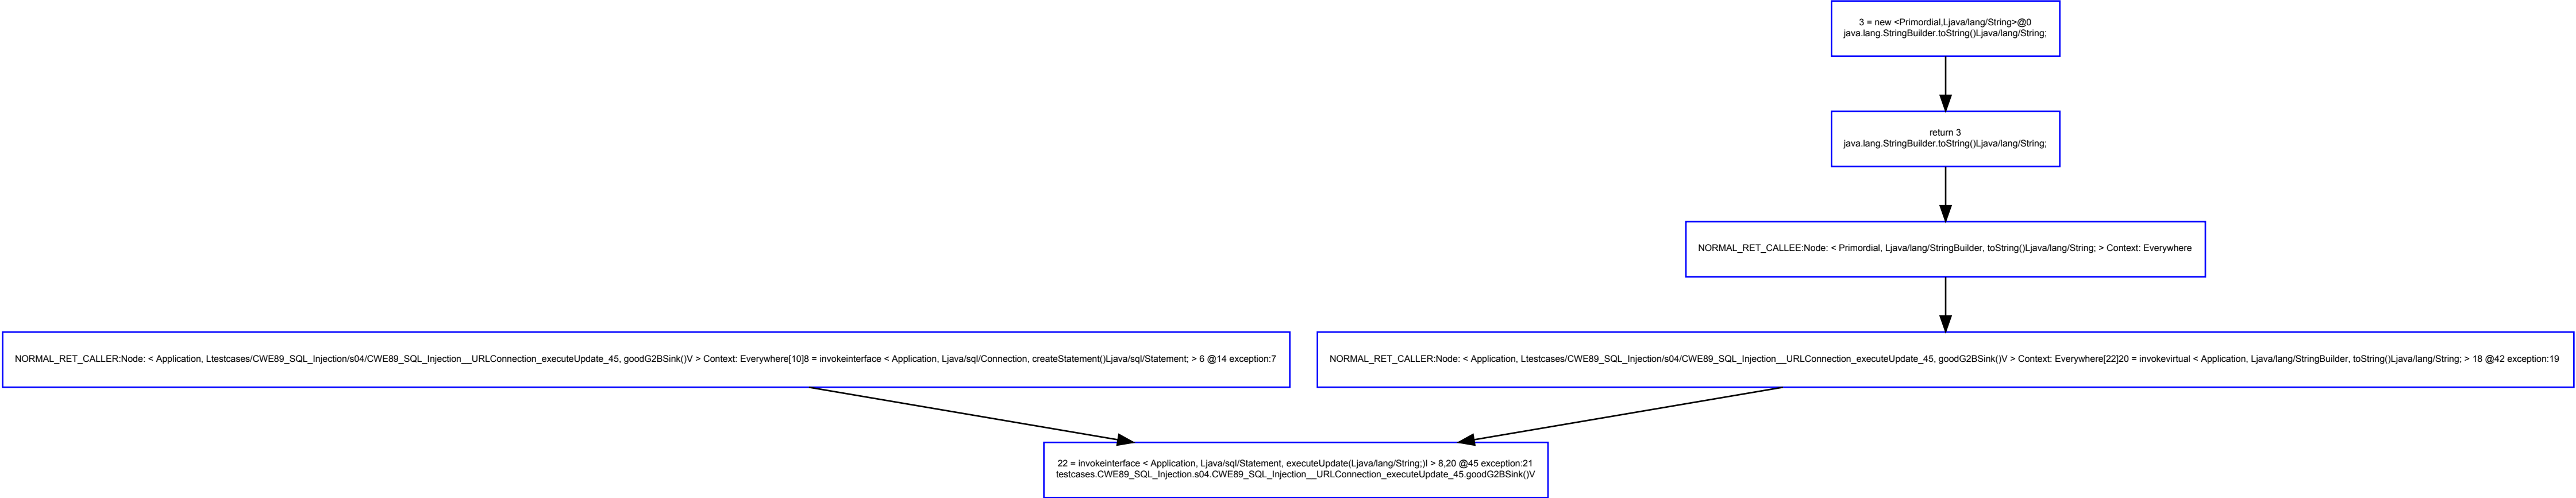 3 = new <Primordial,Ljava/lang/String>@0
java.lang.StringBuilder.toString()Ljava/lang/String;
return 3
java.lang.StringBuilder.toString()Ljava/lang/String;
NORMAL_RET_CALLEE:Node: < Primordial, Ljava/lang/StringBuilder, toString()Ljava/lang/String; > Context: Everywhere
NORMAL_RET_CALLER:Node: < Application, Ltestcases/CWE89_SQL_Injection/s04/CWE89_SQL_Injection__URLConnection_executeUpdate_45, goodG2BSink()V > Context: Everywhere[10]8 = invokeinterface < Application, Ljava/sql/Connection, createStatement()Ljava/sql/Statement; > 6 @14 exception:7
NORMAL_RET_CALLER:Node: < Application, Ltestcases/CWE89_SQL_Injection/s04/CWE89_SQL_Injection__URLConnection_executeUpdate_45, goodG2BSink()V > Context: Everywhere[22]20 = invokevirtual < Application, Ljava/lang/StringBuilder, toString()Ljava/lang/String; > 18 @42 exception:19
22 = invokeinterface < Application, Ljava/sql/Statement, executeUpdate(Ljava/lang/String;)I > 8,20 @45 exception:21
testcases.CWE89_SQL_Injection.s04.CWE89_SQL_Injection__URLConnection_executeUpdate_45.goodG2BSink()V